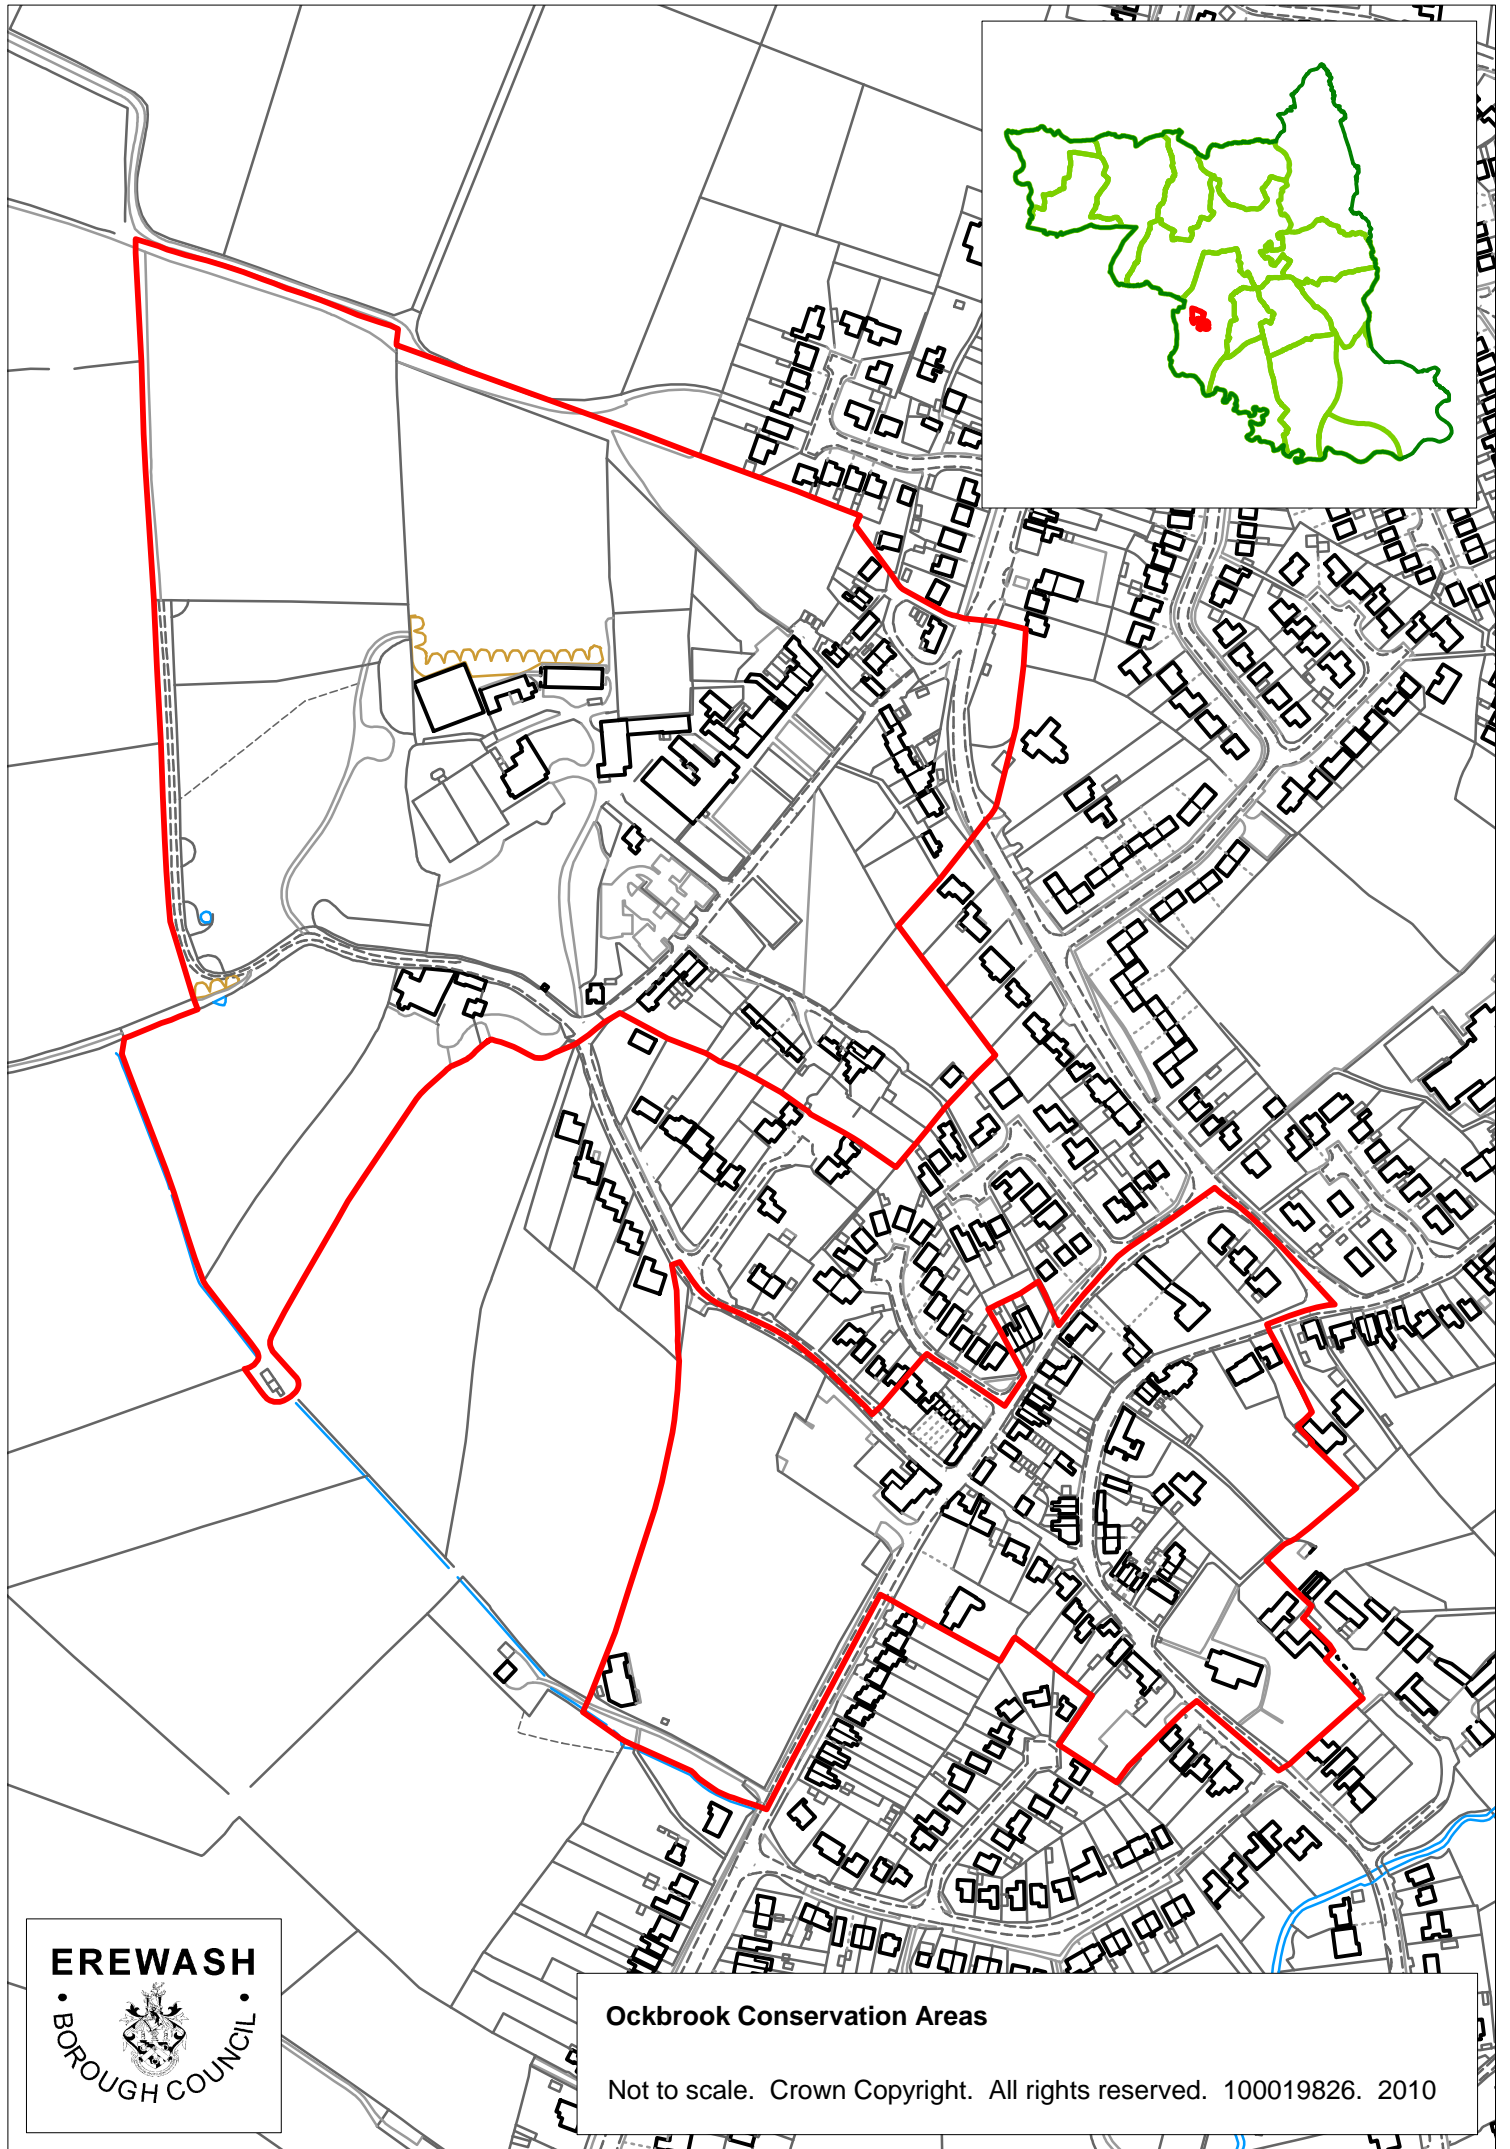 EREWASH
• BOROUGH COUNCIL •
Ockbrook Conservation Areas
Not to scale. Crown Copyright. All rights reserved. 100019826. 2010